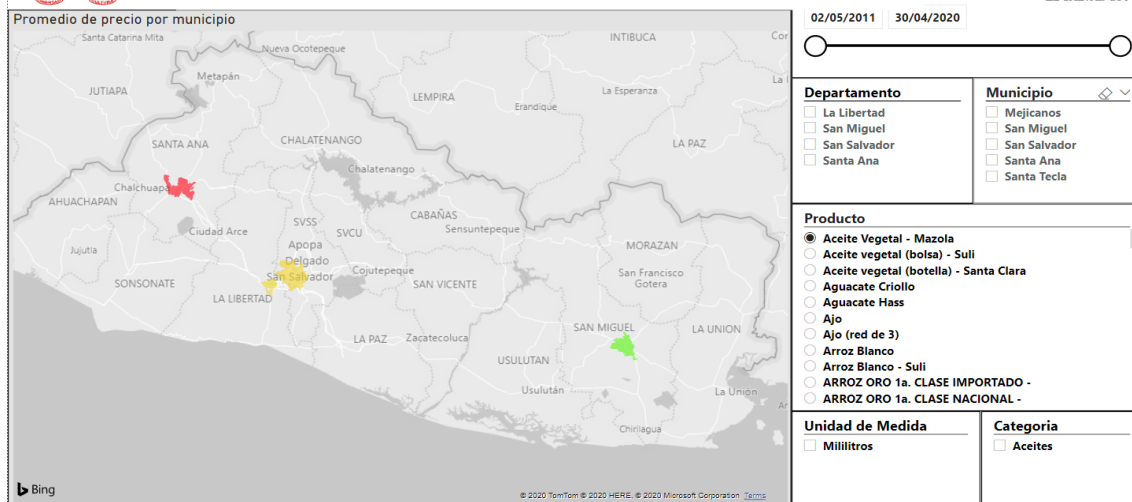 Promedio de precio por municipio
Santa Catarina Mita
Nueva Ocotepeque
INTIBUCA
Metapán
JUTIAPA
LEMPIRA
La Esperanza
Erandique
SANTA ANA
CHALATENANGO
LA PAZ
Chalatenango
Chalchuapa
AHUACHAPAN
CABAÑAS
Sensuntepeque
SVSS
SVCU
Ciudad Arce
Jujutia
Apopa
Delgado
San Salvador
Cojutepeque
MORAZAN
San Francisco
Gotera
SONSONATE
SAN VICENTE
LA LIBERTAD
LA PAZ
Zacatecoluca
SAN MIGUEL
LA UNION
USULUTAN
Usulután
La Unión
Chirilagua
Bing
© 2020 TomTom © 2020 HERE, © 2020 Microsoft Corporation Terms
02/05/2011 30/04/2020
Departamento
La Libertad
San Miguel
San Salvador
Santa Ana
Municipio
Mejicanos
San Miguel
San Salvador
Santa Ana
Santa Tecla
Producto
Aceite Vegetal - Mazola
Aceite vegetal (bolsa) - Suli
Aceite vegetal (botella) - Santa Clara
Aguacate Criollo
Aguacate Hass
Ajo
Ajo (red de 3)
Arroz Blanco
Arroz Blanco - Suli
ARROZ ORO 1a. CLASE IMPORTADO -
ARROZ ORO 1a. CLASE NACIONAL -
Unidad de Medida
Mililitros
Categoria
Aceites